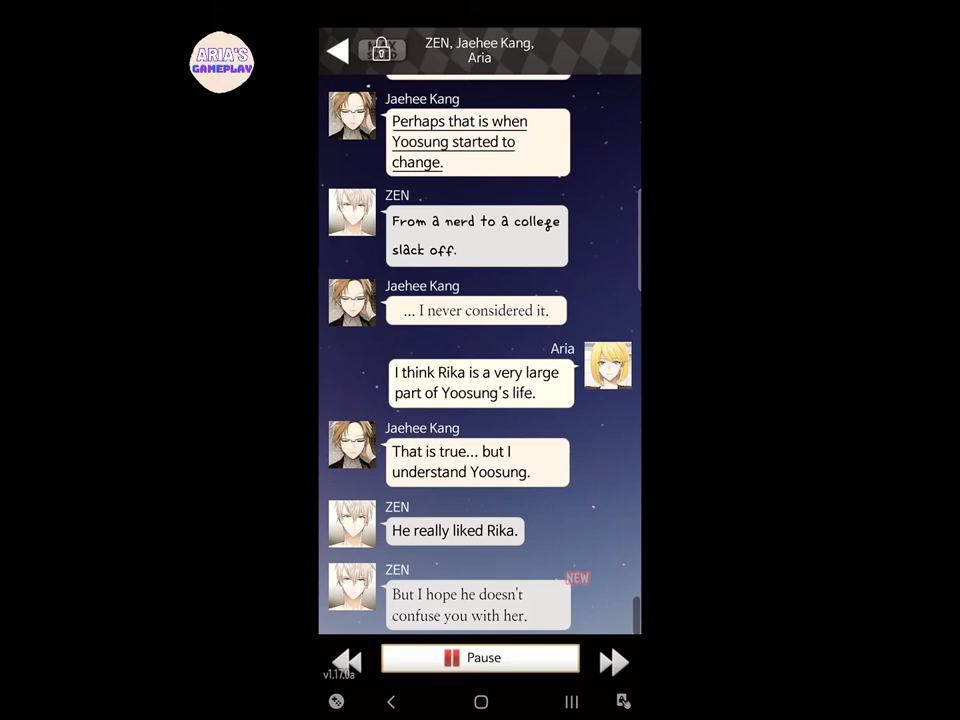 ARIA'S
GAMEPLAY
ZEN, Jaehee Kang,
Aria
Jaehee Kang
Perhaps that is when
Yoosung started to
change.
ZEN
From a nerd to a college
slack off.
Jaehee Kang
... I never considered it.
Aria
I think Rika is a very large
part of Yoosung's life.
Jaehee Kang
That is true... but I
understand Yoosung.
ZEN
He really liked Rika.
ZEN
NEW
But I hope he doesn't
confuse you with her.
Pause
v1.17.0a